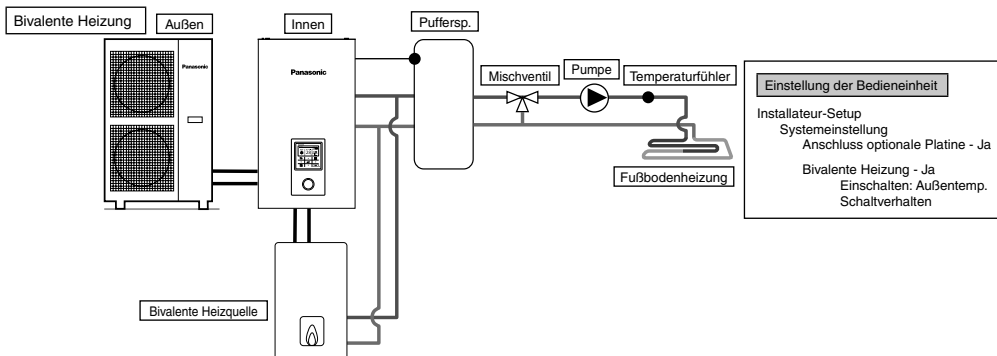 Bivalente Heizung
Außen
Innen
Puffersp.
Panasonic
Panasonic
Mischventil
Pumpe
Temperaturfühler
Fußbodenheizung
Bivalente Heizquelle
Einstellung der Bedieneinheit
Installateur-Setup
Systemeinstellung
Anschluss optionale Platine - Ja
Bivalente Heizung - Ja
Einschalten: Außentemp.
Schaltverhalten